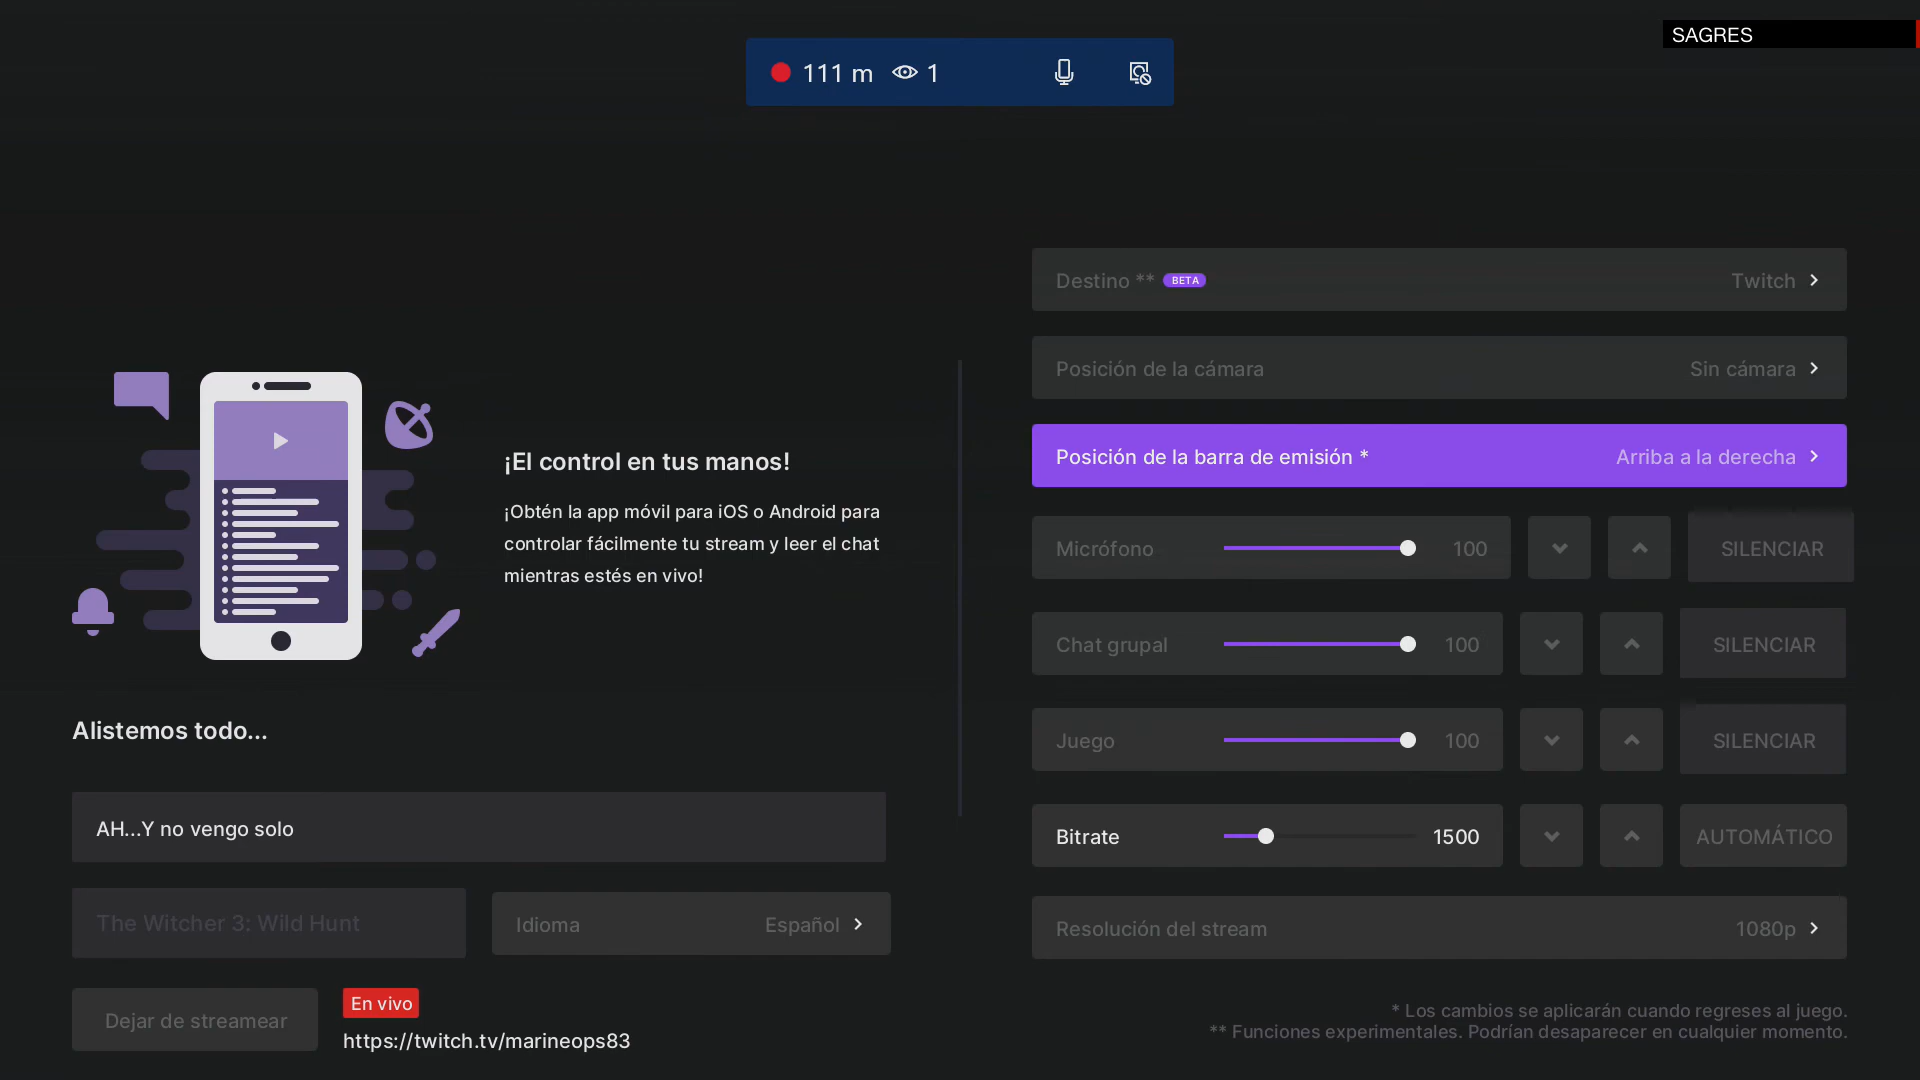 SAGRES
111 m 1
Destino ** BETA Twitch
Posición de la cámara Sin cámara
Posición de la barra de emisión * Arriba a la derecha
Micrófono 100 SILENCIAR
Chat grupal 100 SILENCIAR
Juego 100 SILENCIAR
Bitrate 1500 AUTOMÁTICO
Resolución del stream 1080p
* Los cambios se aplicarán cuando regreses al juego.
** Funciones experimentales. Podrían desaparecer en cualquier momento.
¡El control en tus manos!
¡Obtén la app móvil para iOS o Android para
controlar fácilmente tu stream y leer el chat
mientras estés en vivo!
Alistemos todo...
AH...Y no vengo solo
The Witcher 3: Wild Hunt
Idioma Español
Dejar de streamear
En vivo
https://twitch.tv/marineops83